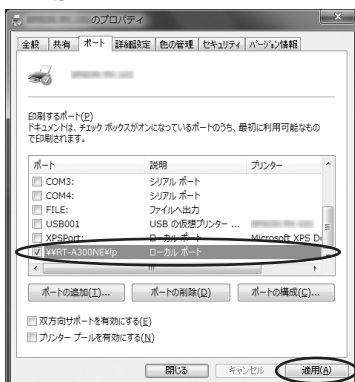 のプロパティ
全般 共有 ポート 詳細設定 色の管理 セキュリティ バージョン情報
印刷するポート(P)
ドキュメントは、チェック ボックスがオンになっているポートのうち、最初に利用可能なもの
で印刷されます。
ポート 説明 プリンター
COM3: シリアル ポート
COM4: シリアル ポート
FILE: ファイルへ出力
USB001 USB の仮想プリンター ...
XPSPort: ローカル ポート Microsoft XPS D
¥¥RT-A300NE¥lp ローカル ポート
ポートの追加(T)... ポートの削除(D) ポートの構成(C)...
双方向サポートを有効にする(E)
プリンター プールを有効にする(N)
閉じる キャンセル 適用(A)